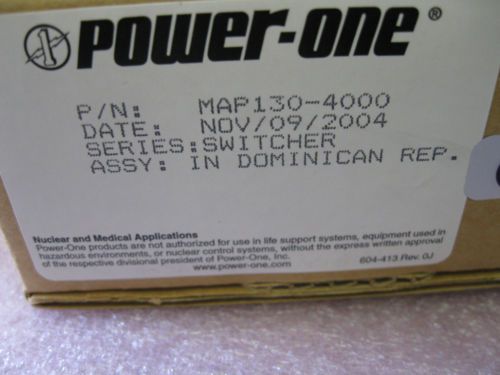 POWER-ONE®
P/N: MAP130-4000
DATE: NOV/09/2004
SERIES: SWITCHER
ASSY: IN DOMINICAN REP.
Nuclear and Medical Applications
Power-One products are not authorized for use in life support systems, equipment used in
hazardous environments, or nuclear control systems, without the express written approval
of the respective divisional president of Power-One, Inc.
www.power-one.com
604-413 Rev. 0J